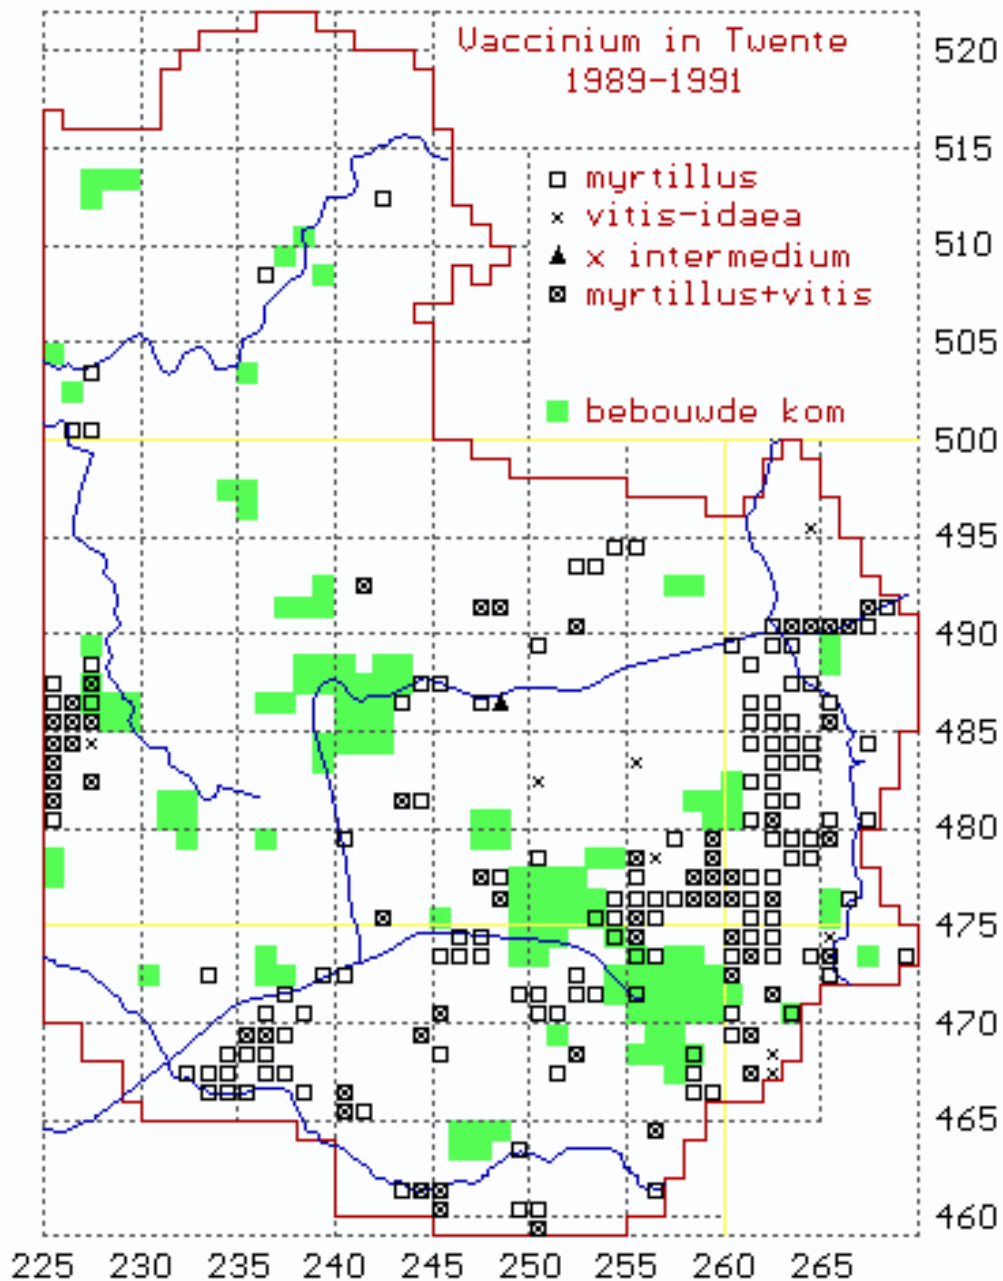 Vaccinium in Twente
1989-1991
myrtillus
vitis-idaea
x intermedium
myrtillus+vitis
bebouwde kom
520
515
510
505
500
495
490
485
480
475
470
465
460
225 230 235 240 245 250 255 260 265